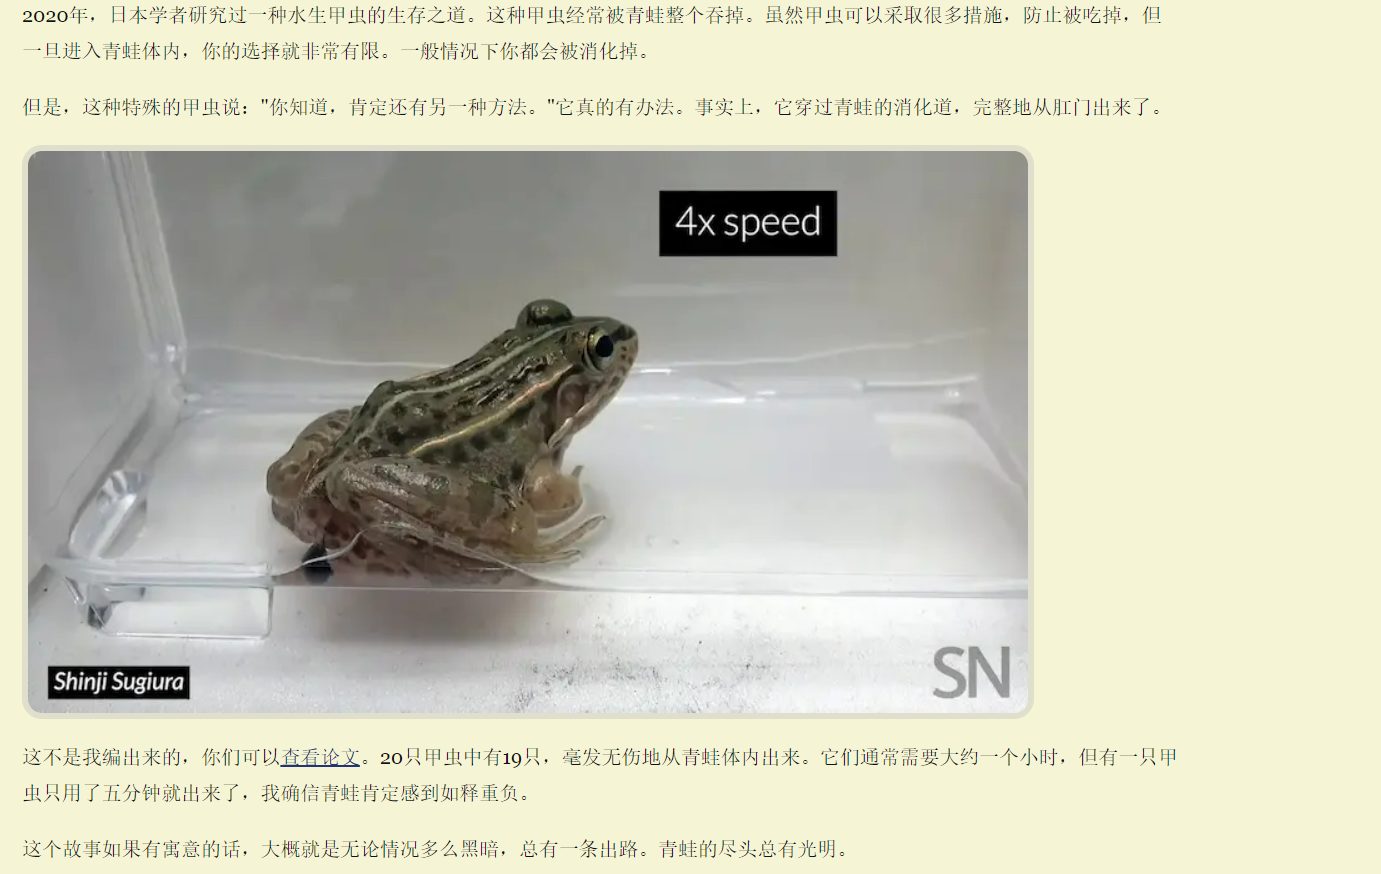 2020年，日本学者研究过一种水生甲虫的生存之道。这种甲虫经常被青蛙整个吞掉。虽然甲虫可以采取很多措施，防止被吃掉，但
一旦进入青蛙体内，你的选择就非常有限。一般情况下你都会被消化掉。
但是，这种特殊的甲虫说："你知道，肯定还有另一种方法。"它真的有办法。事实上，它穿过青蛙的消化道，完整地从肛门出来了。
4x speed
Shinji Sugiura
SN
这不是我编出来的，你们可以查看论文。20只甲虫中有19只，毫发无伤地从青蛙体内出来。它们通常需要大约一个小时，但有一只甲
虫只用了五分钟就出来了，我确信青蛙肯定感到如释重负。
这个故事如果有寓意的话，大概就是无论情况多么黑暗，总有一条出路。青蛙的尽头总有光明。